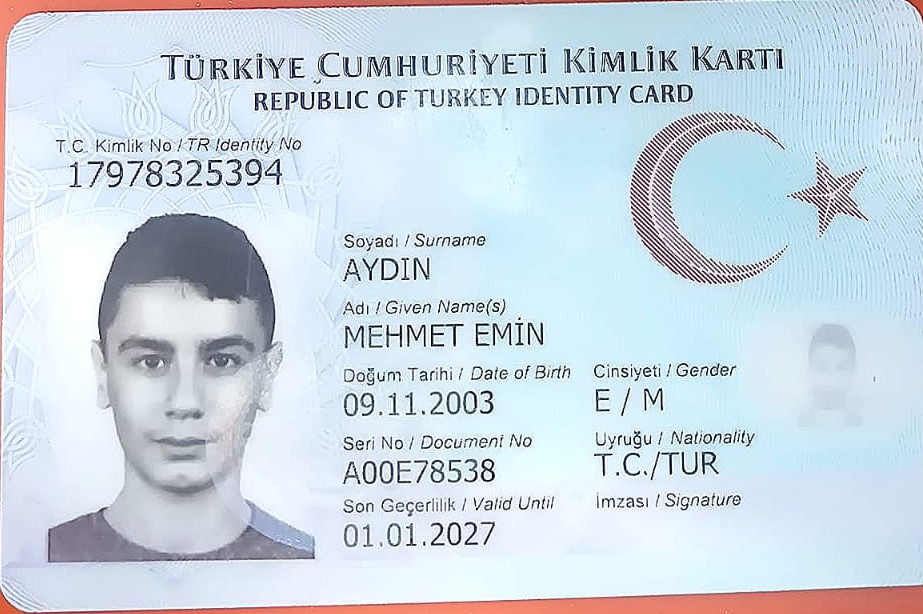 TÜRKİYE CUMHURİYETİ KİMLİK KARTI
REPUBLIC OF TURKEY IDENTITY CARD
T.C. Kimlik No / TR Identity No
17978325394
Soyadı / Surname
AYDIN
Adı / Given Name(s)
MEHMET EMİN
Doğum Tarihi / Date of Birth
09.11.2003
Cinsiyeti / Gender
E / M
Seri No / Document No
A00E78538
Uyruğu / Nationality
T.C./TUR
Son Geçerlilik / Valid Until
01.01.2027
İmzası / Signature